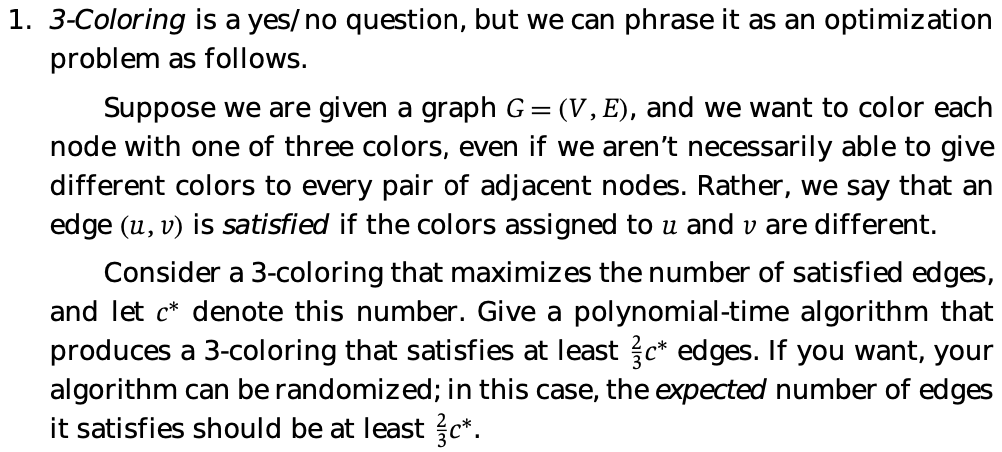 1. 3-Coloring is a yes/no question, but we can phrase it as an optimization
problem as follows.
Suppose we are given a graph G = (V, E), and we want to color each
node with one of three colors, even if we aren’t necessarily able to give
different colors to every pair of adjacent nodes. Rather, we say that an
edge (u, v) is satisfied if the colors assigned to u and v are different.
Consider a 3-coloring that maximizes the number of satisfied edges,
and let c* denote this number. Give a polynomial-time algorithm that
produces a 3-coloring that satisfies at least 2/3 c* edges. If you want, your
algorithm can be randomized; in this case, the expected number of edges
it satisfies should be at least 2/3 c*.